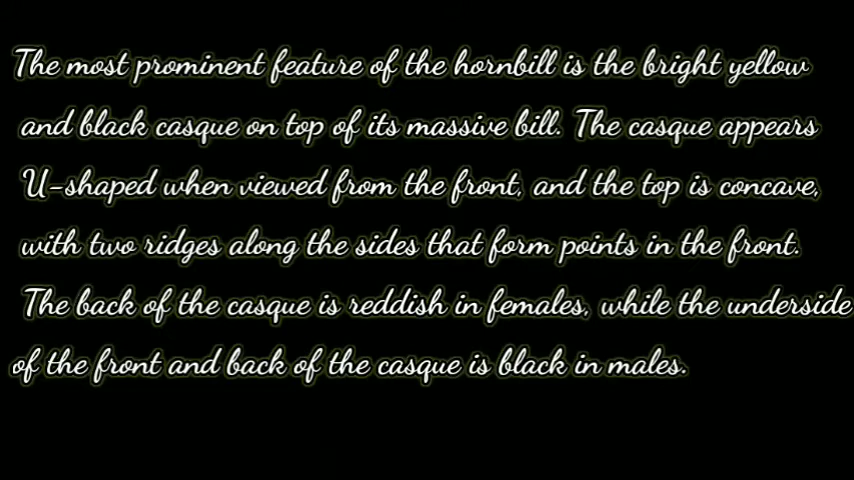 The most prominent feature of the hornbill is the bright yellow
and black casque on top of its massive bill. The casque appears
U-shaped when viewed from the front, and the top is concave,
with two ridges along the sides that form points in the front.
The back of the casque is reddish in females, while the underside
of the front and back of the casque is black in males.